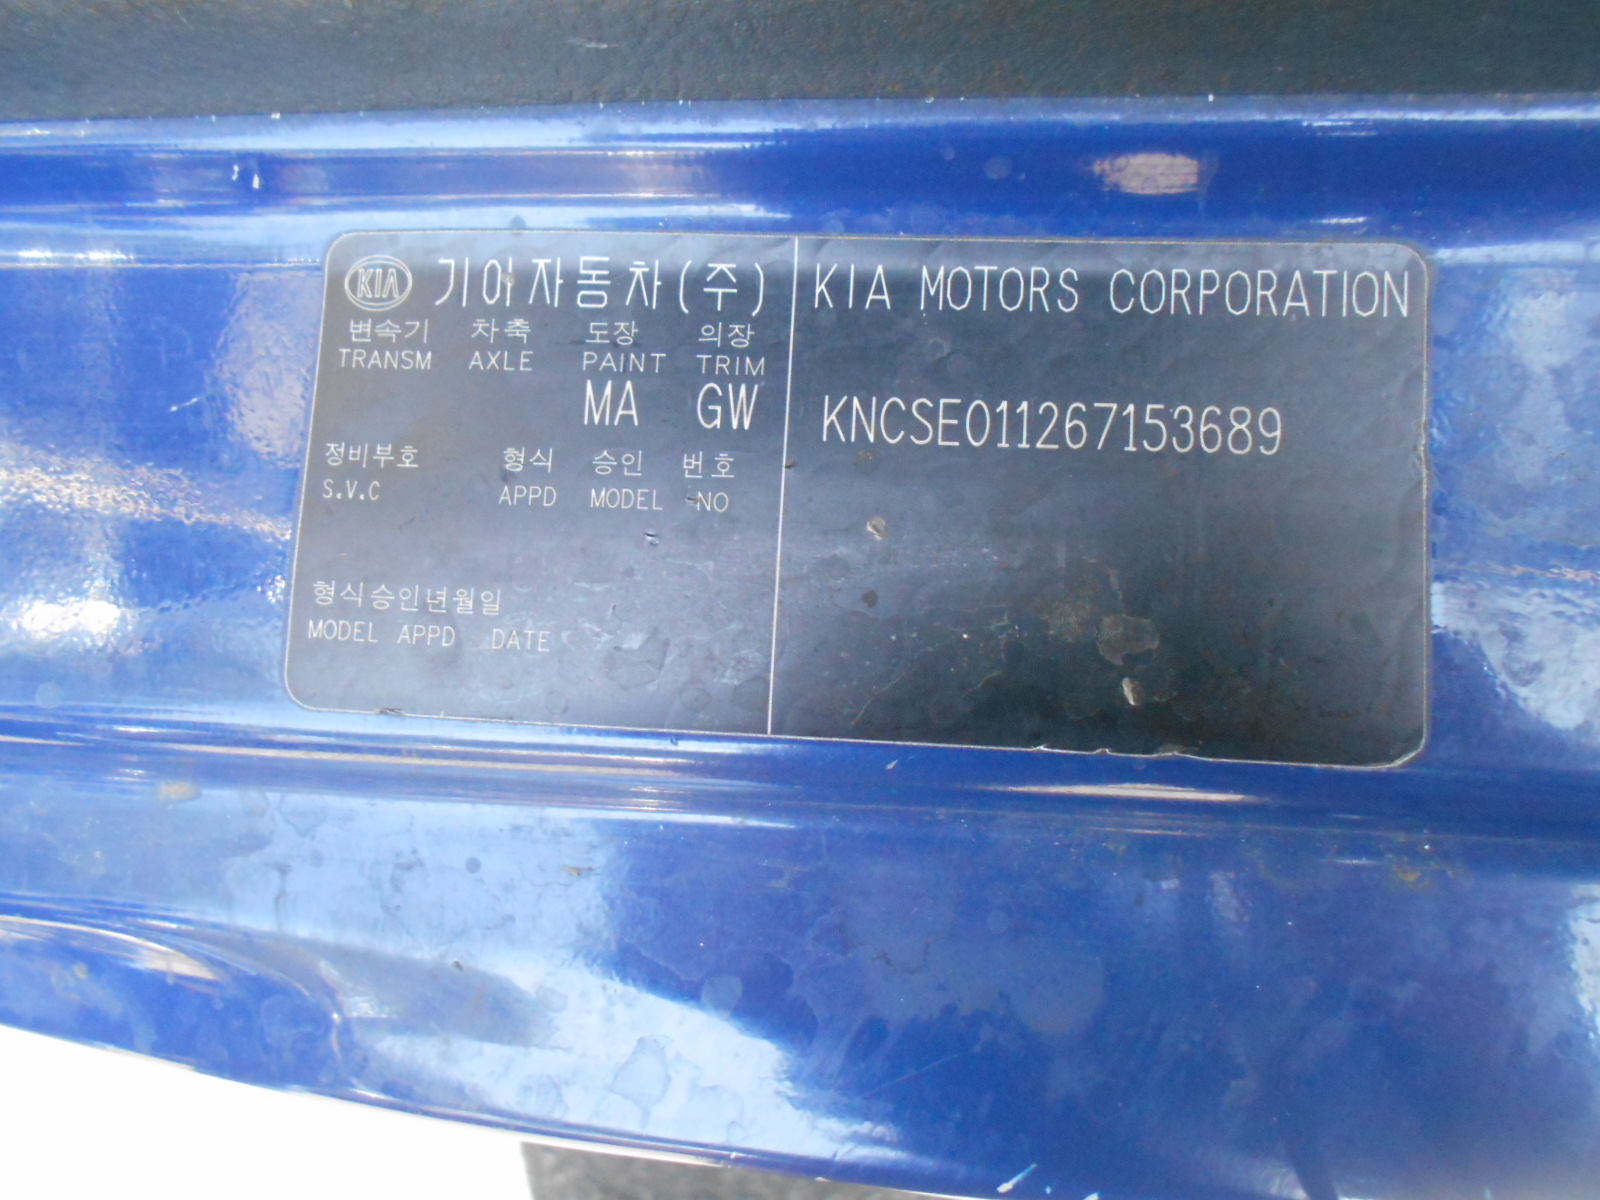 KIA 기아자동차(주) KIA MOTORS CORPORATION
변속기 차축 도장 의장
TRANSM AXLE PAINT TRIM
MA GW
KNCSE011267153689
정비부호 형식 승인 번호
S.V.C APPD MODEL NO
형식승인년월일
MODEL APPD DATE